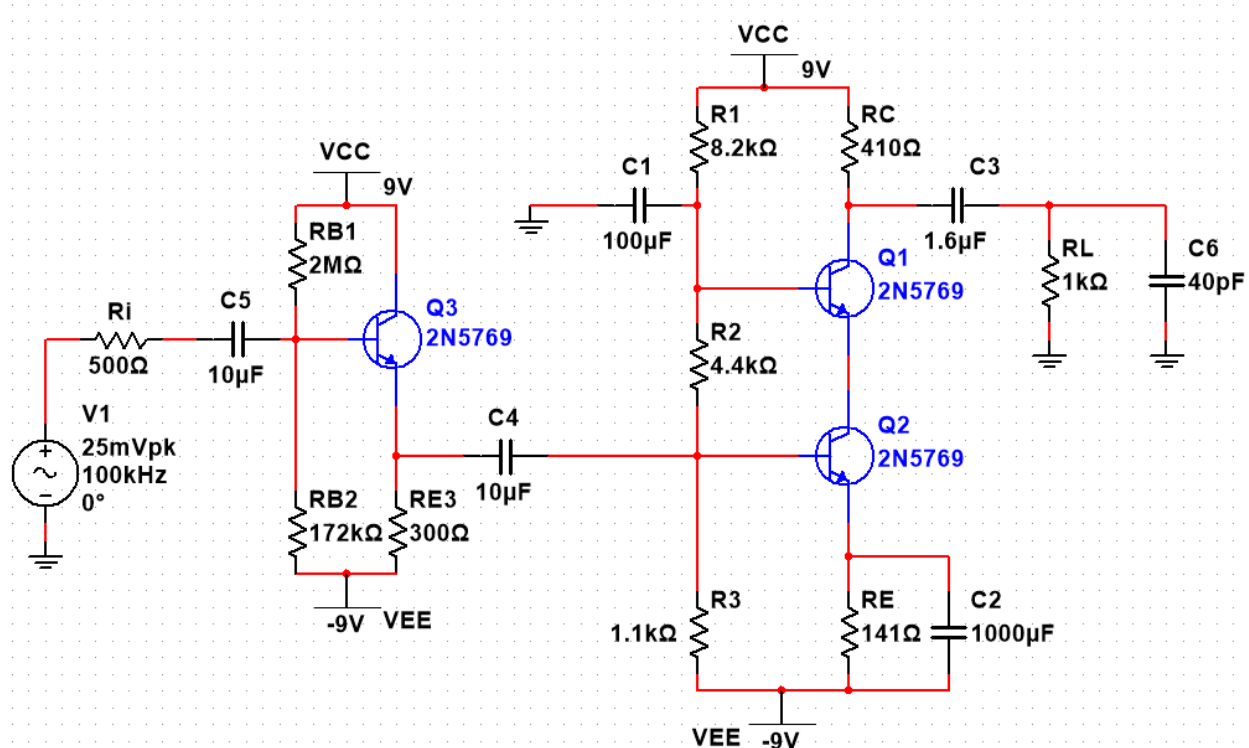 VCC
9V
R1
8.2kΩ
RC
410Ω
VCC
9V
C1
100µF
C3
1.6µF
RB1
2MΩ
Q1
2N5769
RL
1kΩ
C6
40pF
Ri
500Ω
C5
10µF
Q3
2N5769
R2
4.4kΩ
V1
25mVpk
100kHz
0°
C4
10µF
Q2
2N5769
RB2
172kΩ
RE3
300Ω
-9V
VEE
R3
1.1kΩ
RE
141Ω
C2
1000µF
VEE
-9V